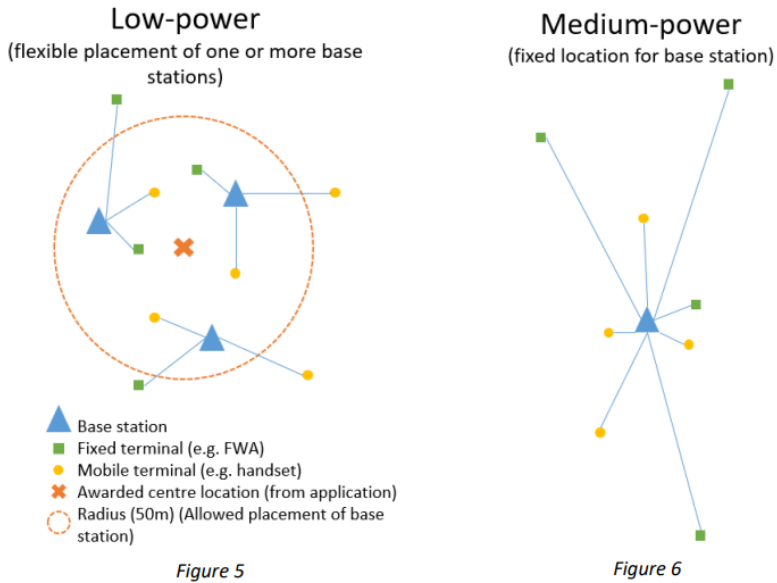 Low-power
(flexible placement of one or more base
stations)
Base station
Fixed terminal (e.g. FWA)
Mobile terminal (e.g. handset)
Awarded centre location (from application)
Radius (50m) (Allowed placement of base
station)
Figure 5
Medium-power
(fixed location for base station)
Figure 6